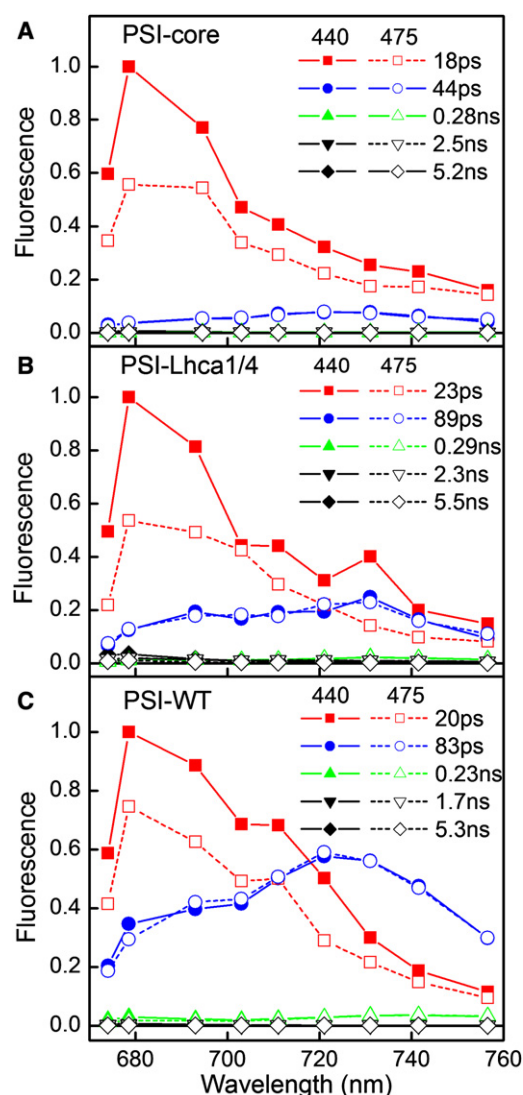 A
PSI-core
440 475
18ps
44ps
0.28ns
2.5ns
5.2ns
Fluorescence
1.0
0.8
0.6
0.4
0.2
0.0
B
PSI-Lhca1/4
440 475
23ps
89ps
0.29ns
2.3ns
5.5ns
Fluorescence
1.0
0.8
0.6
0.4
0.2
0.0
C
PSI-WT
440 475
20ps
83ps
0.23ns
1.7ns
5.3ns
Fluorescence
1.0
0.8
0.6
0.4
0.2
0.0
680 700 720 740 760
Wavelength (nm)